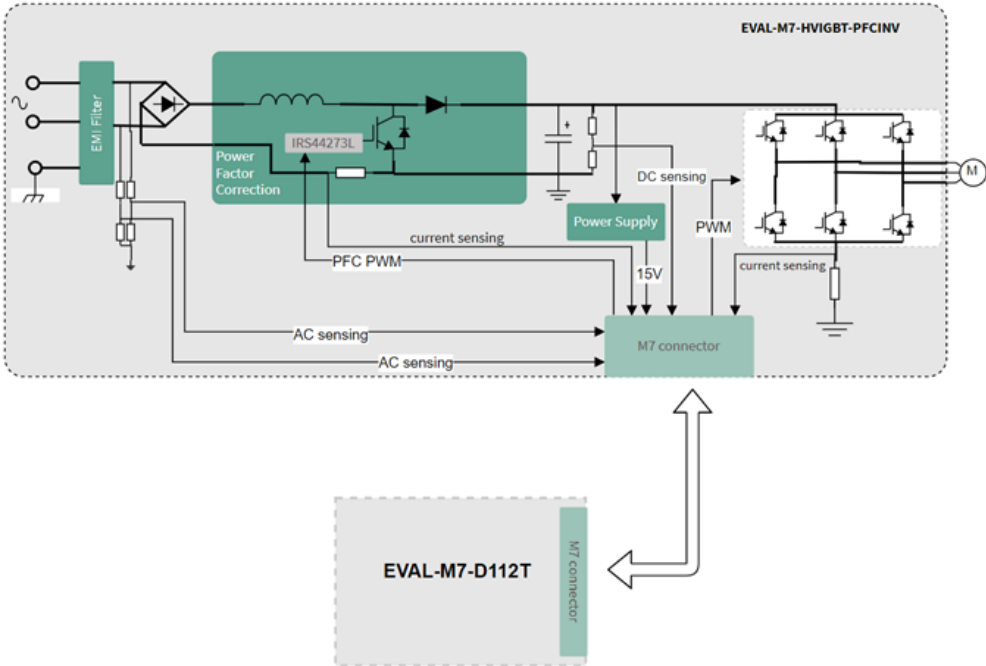 EVAL-M7-HVIGBT-PFCINV
EMI Filter
IRS44273L
Power
Factor
Correction
DC sensing
M
Power Supply
PWM
current sensing
PFC PWM
15V
current sensing
AC sensing
M7 connector
AC sensing
EVAL-M7-D112T
M7 connector